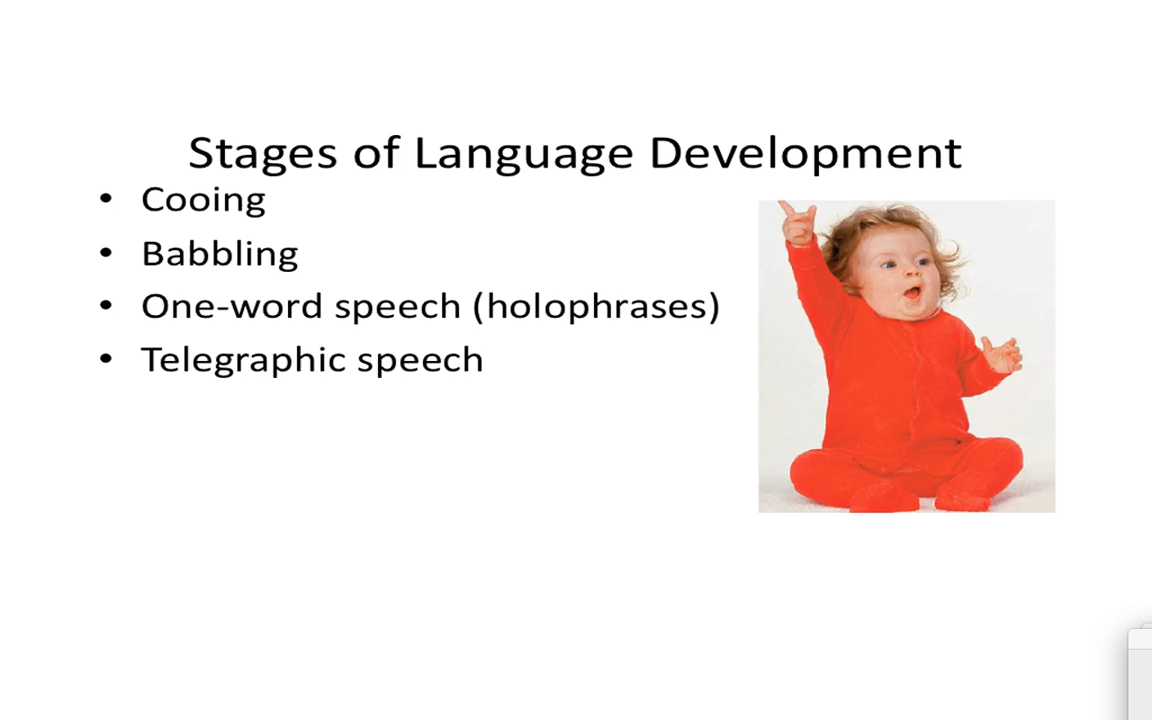 Stages of Language Development
• Cooing
• Babbling
• One-word speech (holophrases)
• Telegraphic speech